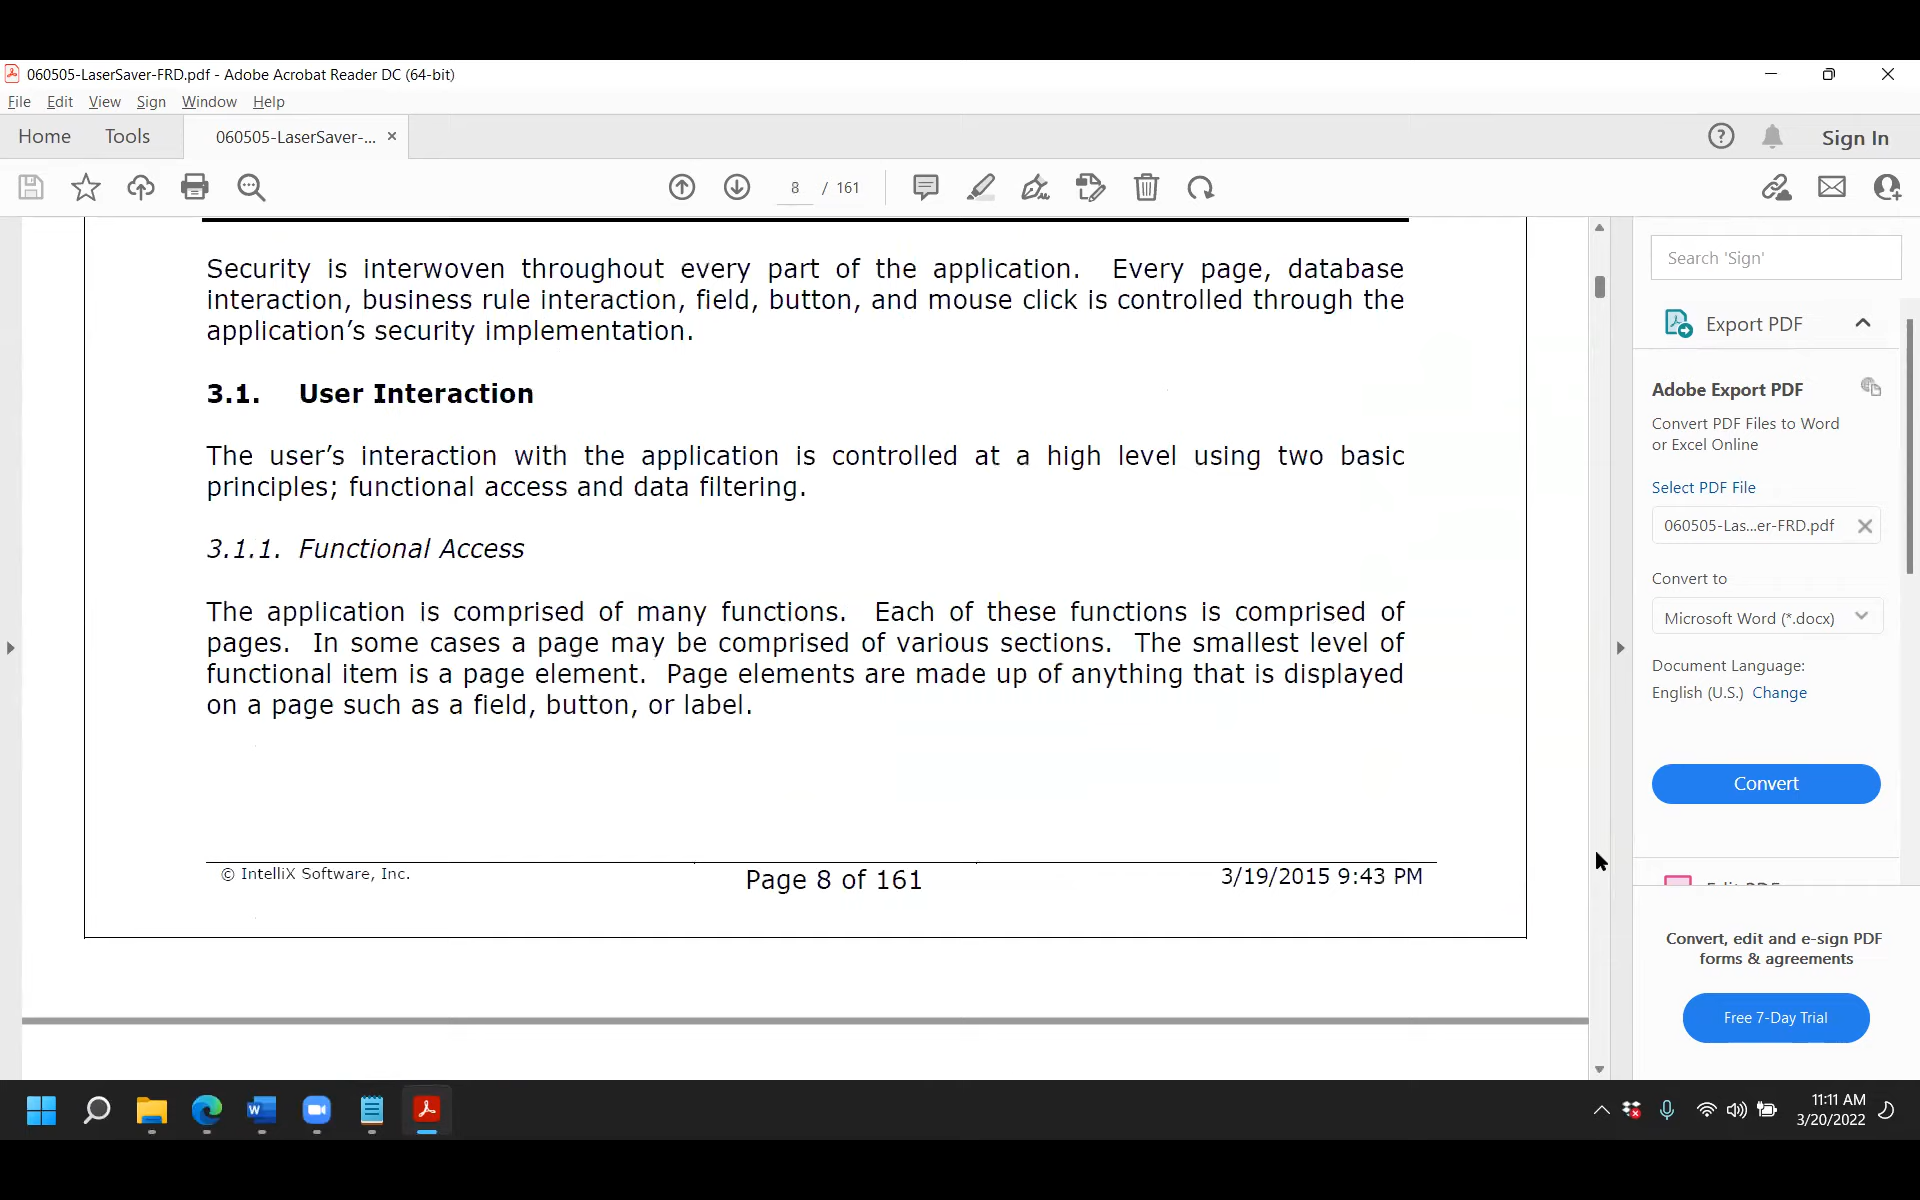 060505-LaserSaver-FRD.pdf - Adobe Acrobat Reader DC (64-bit)
File Edit View Sign Window Help
Home Tools 060505-LaserSaver-... × Sign In
8 / 161
Security is interwoven throughout every part of the application. Every page, database
interaction, business rule interaction, field, button, and mouse click is controlled through the
application's security implementation.
3.1. User Interaction
The user's interaction with the application is controlled at a high level using two basic
principles; functional access and data filtering.
3.1.1. Functional Access
The application is comprised of many functions. Each of these functions is comprised of
pages. In some cases a page may be comprised of various sections. The smallest level of
functional item is a page element. Page elements are made up of anything that is displayed
on a page such as a field, button, or label.
© IntelliX Software, Inc. Page 8 of 161 3/19/2015 9:43 PM
Search 'Sign'
Export PDF
Adobe Export PDF
Convert PDF Files to Word
or Excel Online
Select PDF File
060505-Las...er-FRD.pdf
Convert to
Microsoft Word (*.docx)
Document Language:
English (U.S.) Change
Convert
Convert, edit and e-sign PDF
forms & agreements
Free 7-Day Trial
11:11 AM
3/20/2022